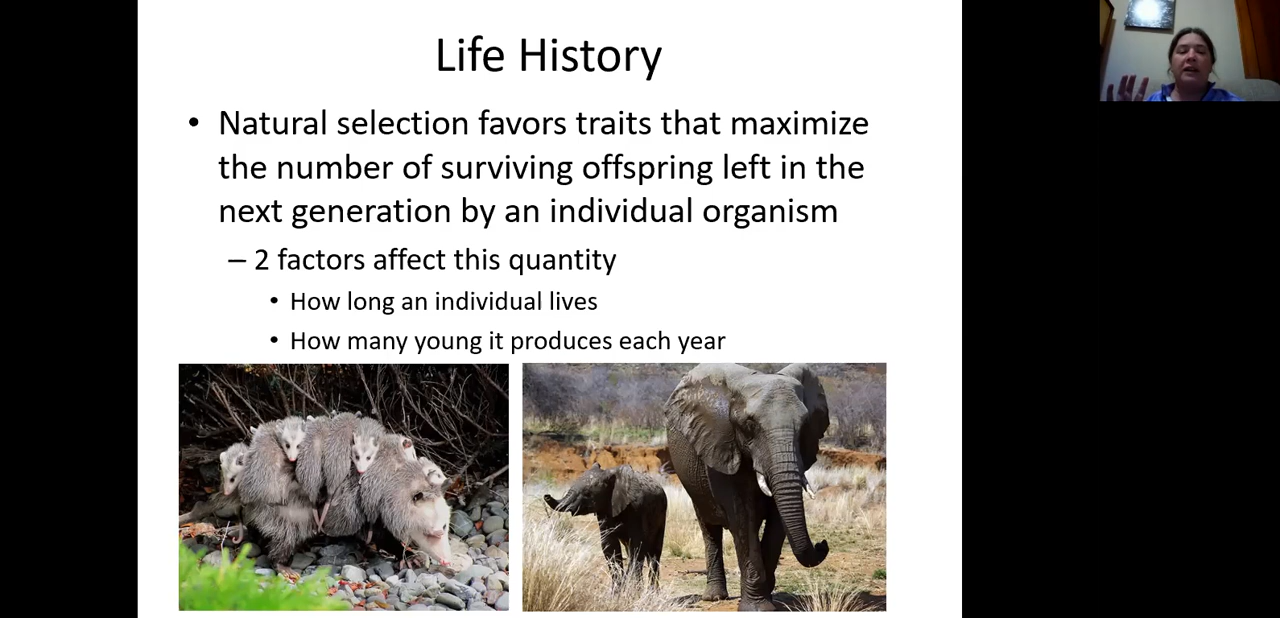 Life History
• Natural selection favors traits that maximize
the number of surviving offspring left in the
next generation by an individual organism
– 2 factors affect this quantity
• How long an individual lives
• How many young it produces each year